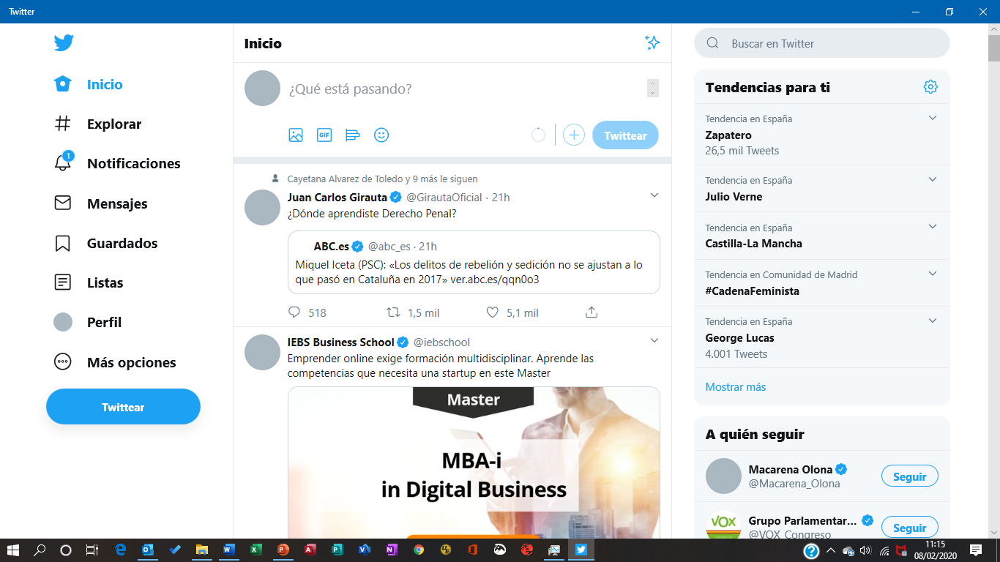 Twitter
Inicio
Explorar
1
Notificaciones
Mensajes
Guardados
Listas
Perfil
Más opciones
Twittear
Inicio
¿Qué está pasando?
GIF
Twittear
Cayetana Alvarez de Toledo y 9 más le siguen
Juan Carlos Girauta @GirautaOficial · 21h
¿Dónde aprendiste Derecho Penal?
ABC.es @abc_es · 21h
Miquel Iceta (PSC): «Los delitos de rebelión y sedición no se ajustan a lo
que pasó en Cataluña en 2017» ver.abc.es/qqn0o3
518 1,5 mil 5,1 mil
IEBS Business School @iebschool
Emprender online exige formación multidisciplinar. Aprende las
competencias que necesita una startup en este Master
Master
MBA-i
in Digital Business
Buscar en Twitter
Tendencias para ti
Tendencia en España
Zapatero
26,5 mil Tweets
Tendencia en España
Julio Verne
Tendencia en España
Castilla-La Mancha
Tendencia en Comunidad de Madrid
#CadenaFeminista
Tendencia en España
George Lucas
4.001 Tweets
Mostrar más
A quién seguir
Macarena Olona
@Macarena_Olona
Seguir
VOX
Grupo Parlamentar...
@VOX_Congreso
Seguir
11:15
08/02/2020